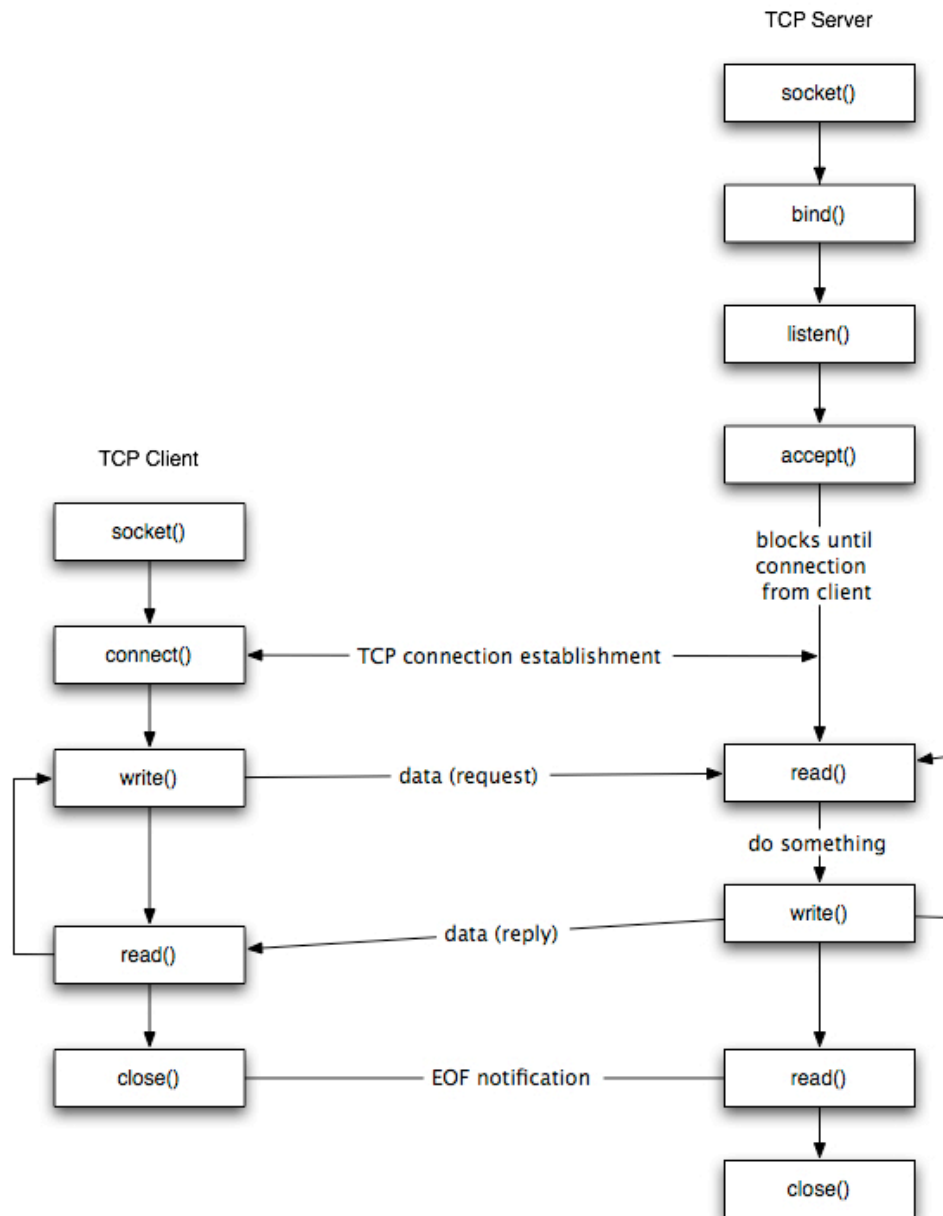 TCP Server
socket()
bind()
listen()
accept()
blocks until
connection
from client
TCP Client
socket()
connect()
TCP connection establishment
write()
data (request)
read()
do something
write()
data (reply)
read()
close()
EOF notification
read()
close()